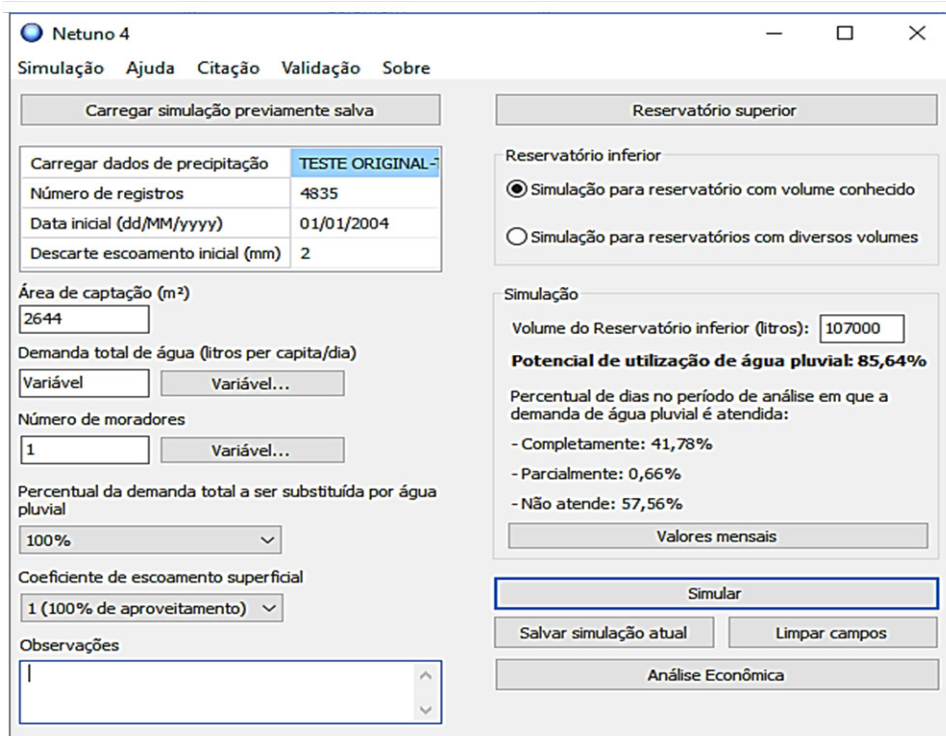 Netuno 4
Simulação Ajuda Citação Validação Sobre
Carregar simulação previamente salva
Carregar dados de precipitação TESTE ORIGINAL-
Número de registros 4835
Data inicial (dd/MM/yyyy) 01/01/2004
Descarte escoamento inicial (mm) 2
Área de captação (m²)
2644
Demanda total de água (litros per capita/dia)
Variável Variável...
Número de moradores
1 Variável...
Percentual da demanda total a ser substituída por água
pluvial
100%
Coeficiente de escoamento superficial
1 (100% de aproveitamento)
Observações
Reservatório superior
Reservatório inferior
Simulação para reservatório com volume conhecido
Simulação para reservatórios com diversos volumes
Simulação
Volume do Reservatório inferior (litros): 107000
Potencial de utilização de água pluvial: 85,64%
Percentual de dias no período de análise em que a
demanda de água pluvial é atendida:
- Completamente: 41,78%
- Parcialmente: 0,66%
- Não atende: 57,56%
Valores mensais
Simular
Salvar simulação atual Limpar campos
Análise Econômica